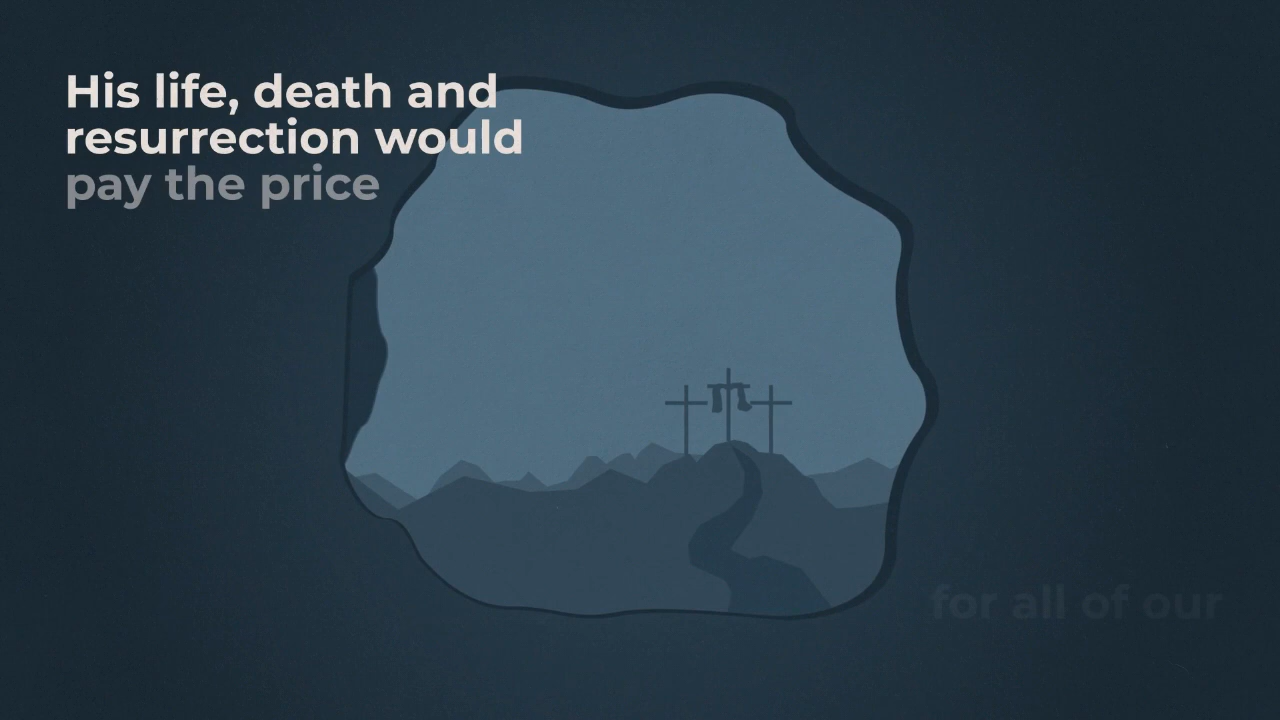 His life, death and
resurrection would
pay the price
for all of our